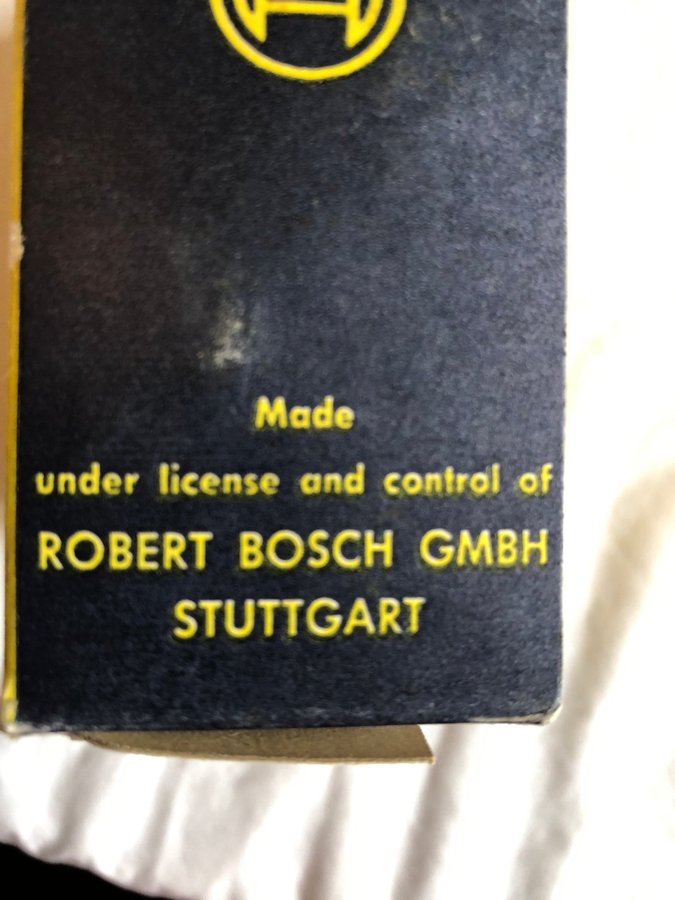 Made
under license and control of
ROBERT BOSCH GMBH
STUTTGART